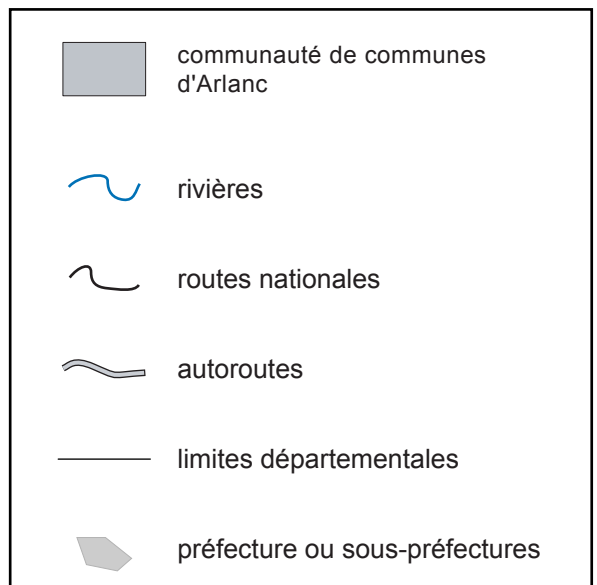 communauté de communes
d'Arlanc
rivières
routes nationales
autoroutes
limites départementales
préfecture ou sous-préfectures